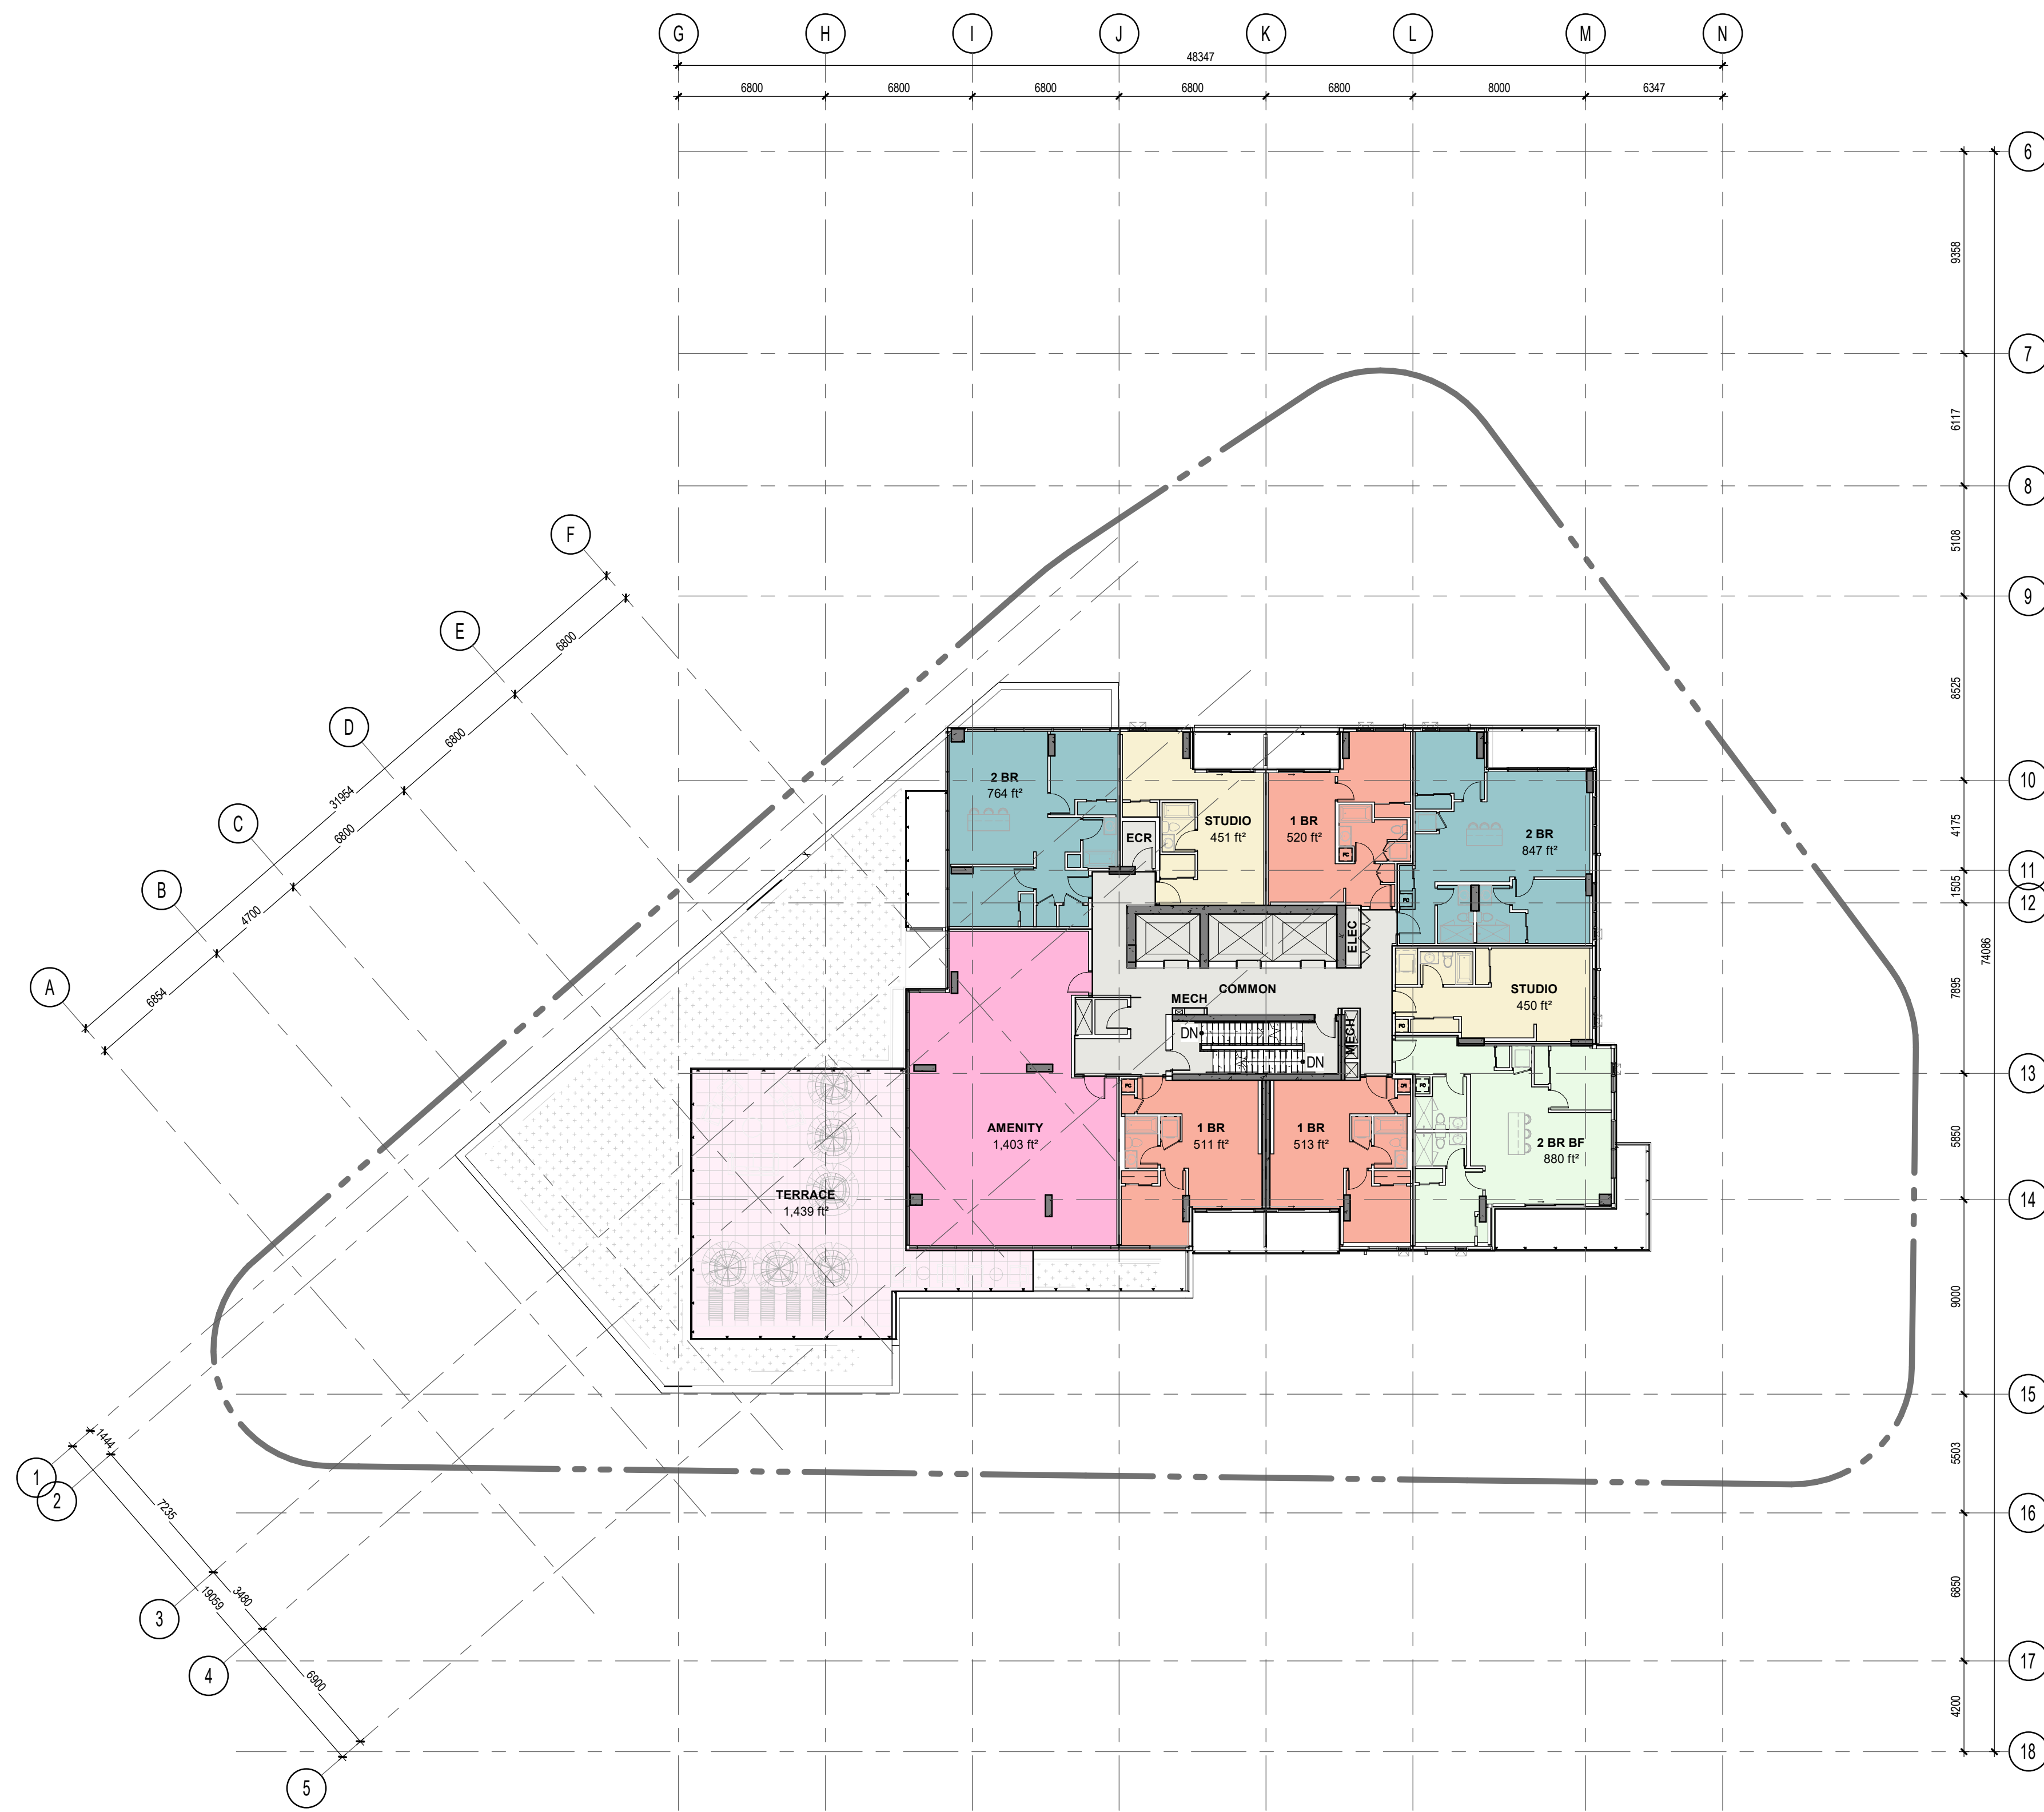 G
H
I
J
K
L
M
N
48347
6800
6800
6800
6800
6800
8000
6347
6
9358
7
6117
8
5108
F
9
E
6800
8525
D
6800
31954
10
2 BR
764 ft²
STUDIO
451 ft²
ECR
1 BR
520 ft²
2 BR
847 ft²
C
6800
4175
11
B
4700
1505
12
ELEC
74086
A
6854
COMMON
MECH
STUDIO
450 ft²
7895
DN
MECH
DN
13
AMENITY
1,403 ft²
1 BR
511 ft²
1 BR
513 ft²
2 BR BF
880 ft²
5850
TERRACE
1,439 ft²
14
9000
15
1444
1
2
5503
7235
16
3480
19059
3
6850
4
17
6900
4200
5
18